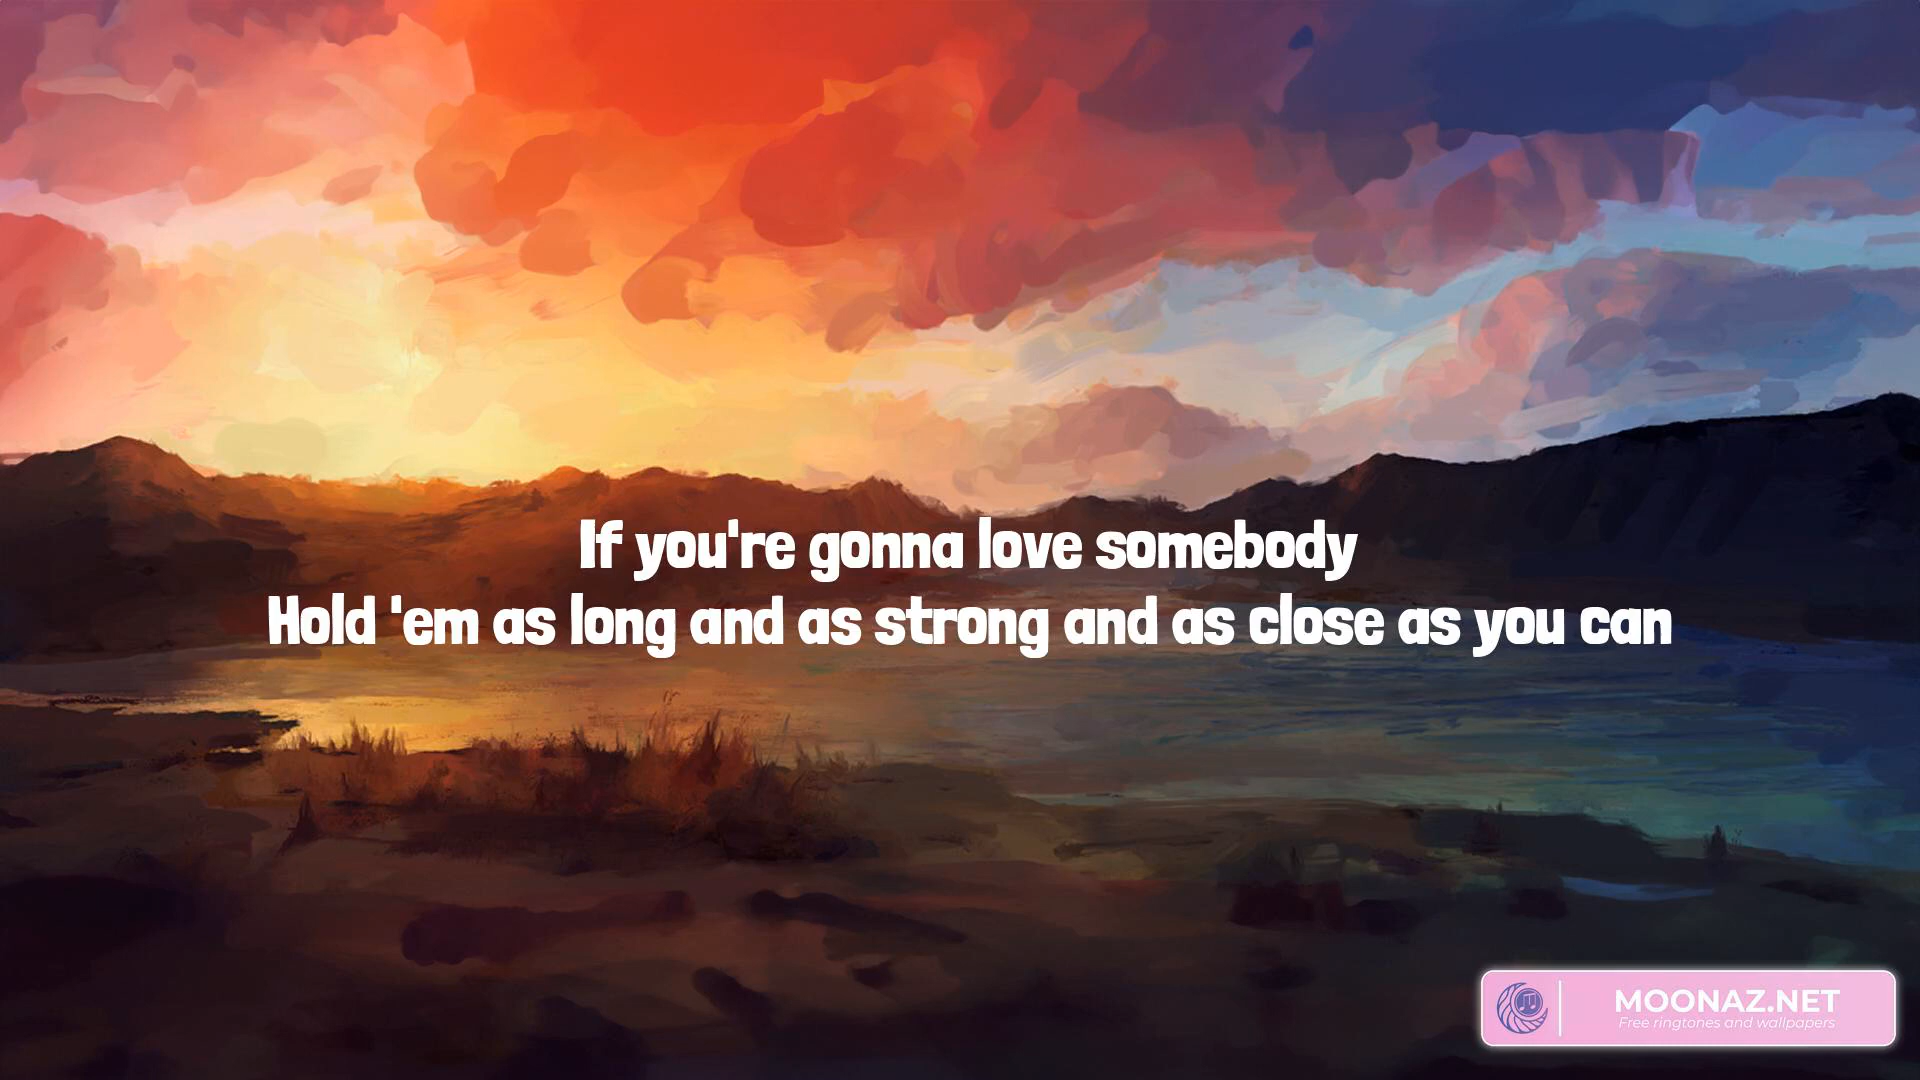 If you're gonna love somebody
Hold 'em as long and as strong and as close as you can
MOONAZ.NET
Free ringtones and wallpapers